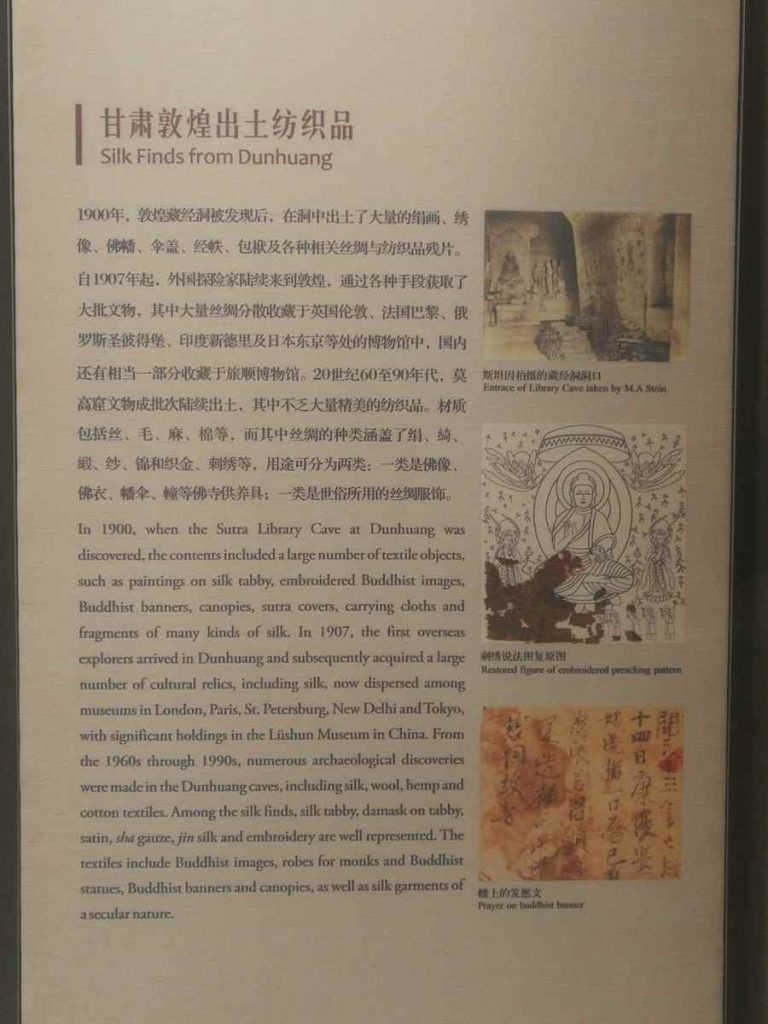 甘肃敦煌出土纺织品
Silk Finds from Dunhuang
1900年，敦煌藏经洞被发现后，在洞中出土了大量的绢画、绣
像、佛幡、伞盖、经帙、包袱及各种相关丝绸与纺织品残片。
自1907年起，外国探险家陆续来到敦煌，通过各种手段获取了
大批文物，其中大量丝绸分散收藏于英国伦敦、法国巴黎、俄
罗斯圣彼得堡、印度新德里及日本东京等处的博物馆中，国内
还有相当一部分收藏于旅顺博物馆。20世纪60至90年代，莫
高窟文物成批次陆续出土，其中不乏大量精美的纺织品。材质
包括丝、毛、麻、棉等，而其中丝绸的种类涵盖了绢、绮、
缎、纱、锦和织金、刺绣等，用途可分为两类：一类是佛像、
佛衣、幡伞、幢等佛寺供养具；一类是世俗所用的丝绸服饰。
In 1900, when the Sutra Library Cave at Dunhuang was
discovered, the contents included a large number of textile objects,
such as paintings on silk tabby, embroidered Buddhist images,
Buddhist banners, canopies, sutra covers, carrying cloths and
fragments of many kinds of silk. In 1907, the first overseas
explorers arrived in Dunhuang and subsequently acquired a large
number of cultural relics, including silk, now dispersed among
museums in London, Paris, St. Petersburg, New Delhi and Tokyo,
with significant holdings in the Lüshun Museum in China. From
the 1960s through 1990s, numerous archaeological discoveries
were made in the Dunhuang caves, including silk, wool, hemp and
cotton textiles. Among the silk finds, silk tabby, damask on tabby,
satin, sha gauze, jin silk and embroidery are well represented. The
textiles include Buddhist images, robes for monks and Buddhist
statues, Buddhist banners and canopies, as well as silk garments of
a secular nature.
斯坦因拍摄的藏经洞洞口
Entrace of Library Cave taken by M.A Stein
刺绣说法图复原图
Restored figure of embroidered preaching pattern
十四日康
幡上的发愿文
Prayer on buddhist banner